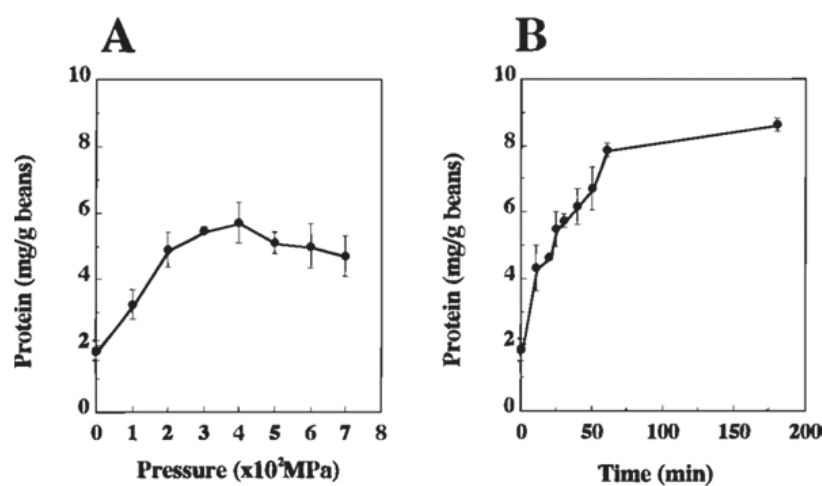 A
10
8
6
4
2
0
Protein (mg/g beans)
0 1 2 3 4 5 6 7 8
Pressure (x10²MPa)
B
10
8
6
4
2
0
Protein (mg/g beans)
0 50 100 150 200
Time (min)